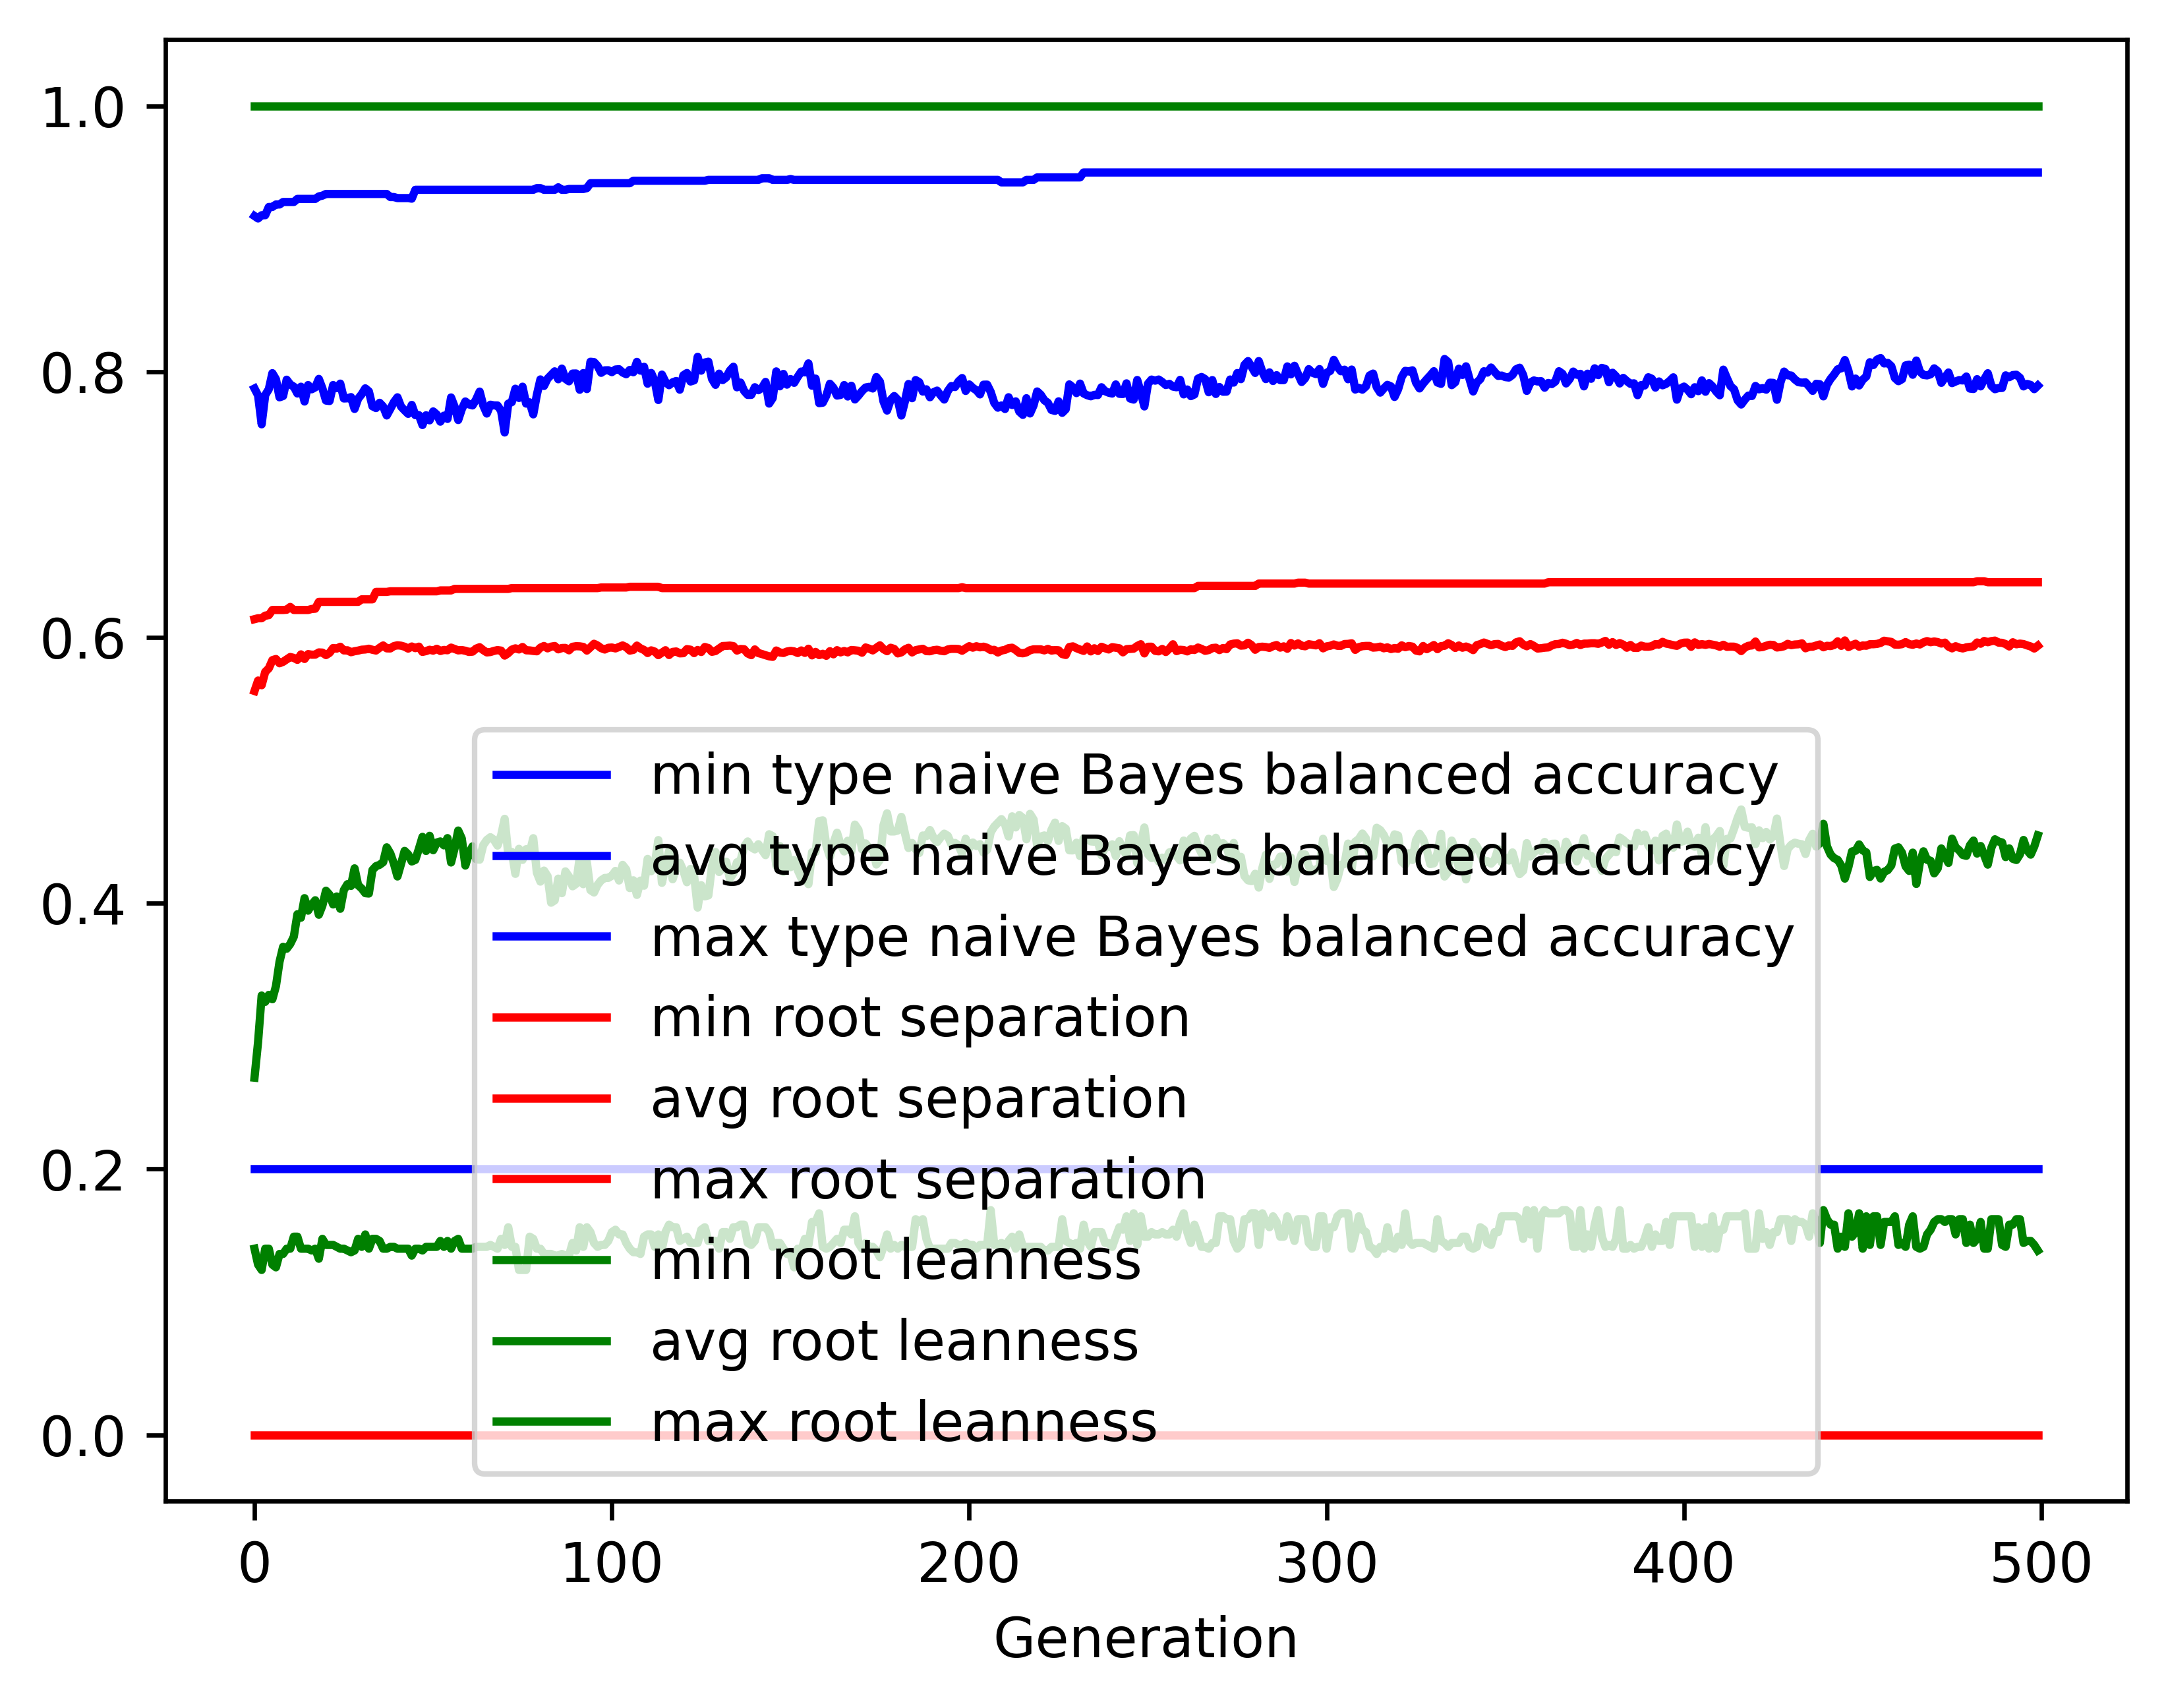 1.0
0.8
0.6
0.4
0.2
0.0
min type naive Bayes balanced accuracy
avg type naive Bayes balanced accuracy
max type naive Bayes balanced accuracy
min root separation
avg root separation
max root separation
min root leanness
avg root leanness
max root leanness
0 100 200 300 400 500
Generation